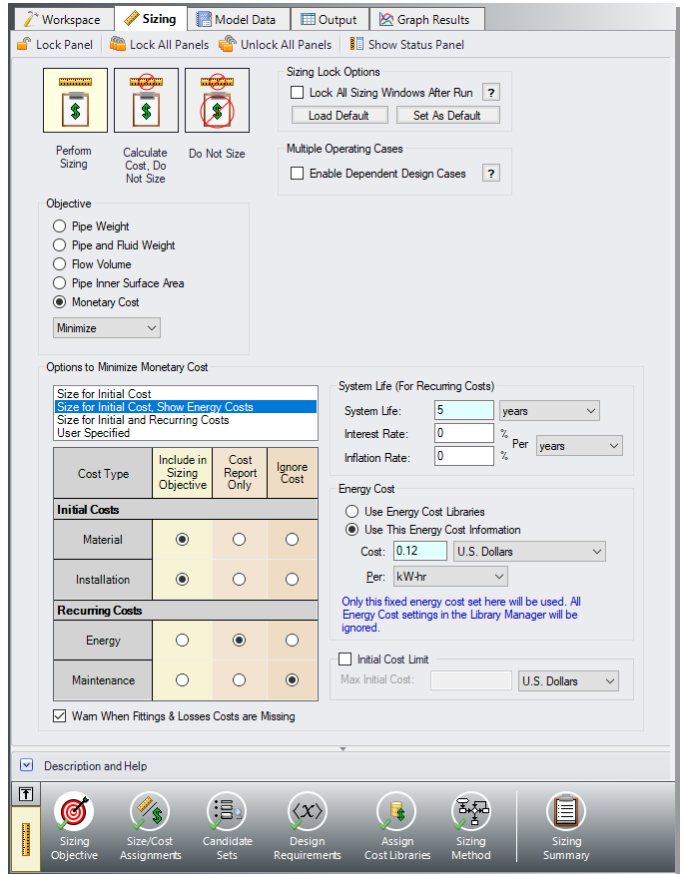 Workspace Sizing Model Data Output Graph Results
Lock Panel Lock All Panels Unlock All Panels Show Status Panel
Perform
Sizing
Calculate
Cost, Do
Not Size
Do Not Size
Sizing Lock Options
Lock All Sizing Windows After Run ?
Load Default Set As Default
Multiple Operating Cases
Enable Dependent Design Cases ?
Objective
Pipe Weight
Pipe and Fluid Weight
Flow Volume
Pipe Inner Surface Area
Monetary Cost
Minimize
Options to Minimize Monetary Cost
Size for Initial Cost
Size for Initial Cost, Show Energy Costs
Size for Initial and Recurring Costs
User Specified
Cost Type
Include in
Sizing
Objective
Cost
Report
Only
Ignore
Cost
Initial Costs
Material
Installation
Recurring Costs
Energy
Maintenance
Warn When Fittings & Losses Costs are Missing
System Life (For Recurring Costs)
System Life: 5 years
Interest Rate: 0 %
Per years
Inflation Rate: 0 %
Energy Cost
Use Energy Cost Libraries
Use This Energy Cost Information
Cost: 0.12 U.S. Dollars
Per: kW-hr
Only this fixed energy cost set here will be used. All
Energy Cost settings in the Library Manager will be
ignored.
Initial Cost Limit
Max Initial Cost: U.S. Dollars
Description and Help
Sizing
Objective
Size/Cost
Assignments
Candidate
Sets
Design
Requirements
Assign
Cost Libraries
Sizing
Method
Sizing
Summary